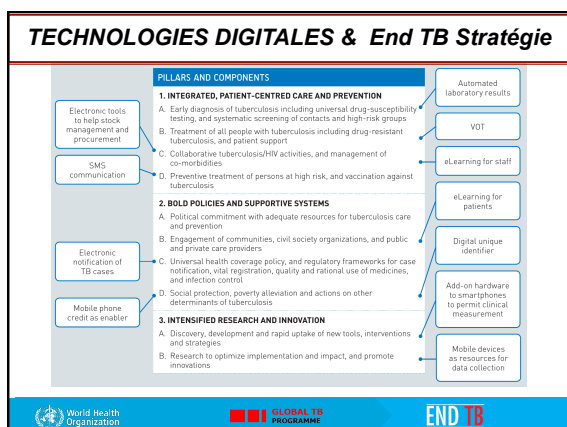 TECHNOLOGIES DIGITALES & End TB Stratégie
PILLARS AND COMPONENTS
1. INTEGRATED, PATIENT-CENTRED CARE AND PREVENTION
A. Early diagnosis of tuberculosis including universal drug-susceptibility
testing, and systematic screening of contacts and high-risk groups
B. Treatment of all people with tuberculosis including drug-resistant
tuberculosis, and patient support
C. Collaborative tuberculosis/HIV activities, and management of
co-morbidities
D. Preventive treatment of persons at high risk, and vaccination against
tuberculosis
2. BOLD POLICIES AND SUPPORTIVE SYSTEMS
A. Political commitment with adequate resources for tuberculosis care
and prevention
B. Engagement of communities, civil society organizations, and public
and private care providers
C. Universal health coverage policy, and regulatory frameworks for case
notification, vital registration, quality and rational use of medicines,
and infection control
D. Social protection, poverty alleviation and actions on other
determinants of tuberculosis
3. INTENSIFIED RESEARCH AND INNOVATION
A. Discovery, development and rapid uptake of new tools, interventions
and strategies
B. Research to optimize implementation and impact, and promote
innovations
Electronic tools
to help stock
management and
procurement
SMS
communication
Electronic
notification of
TB cases
Mobile phone
credit as enabler
Automated
laboratory results
VOT
eLearning for staff
eLearning for
patients
Digital unique
identifier
Add-on hardware
to smartphones
to permit clinical
measurement
Mobile devices
as resources for
data collection
World Health
Organization
GLOBAL TB
PROGRAMME
END TB